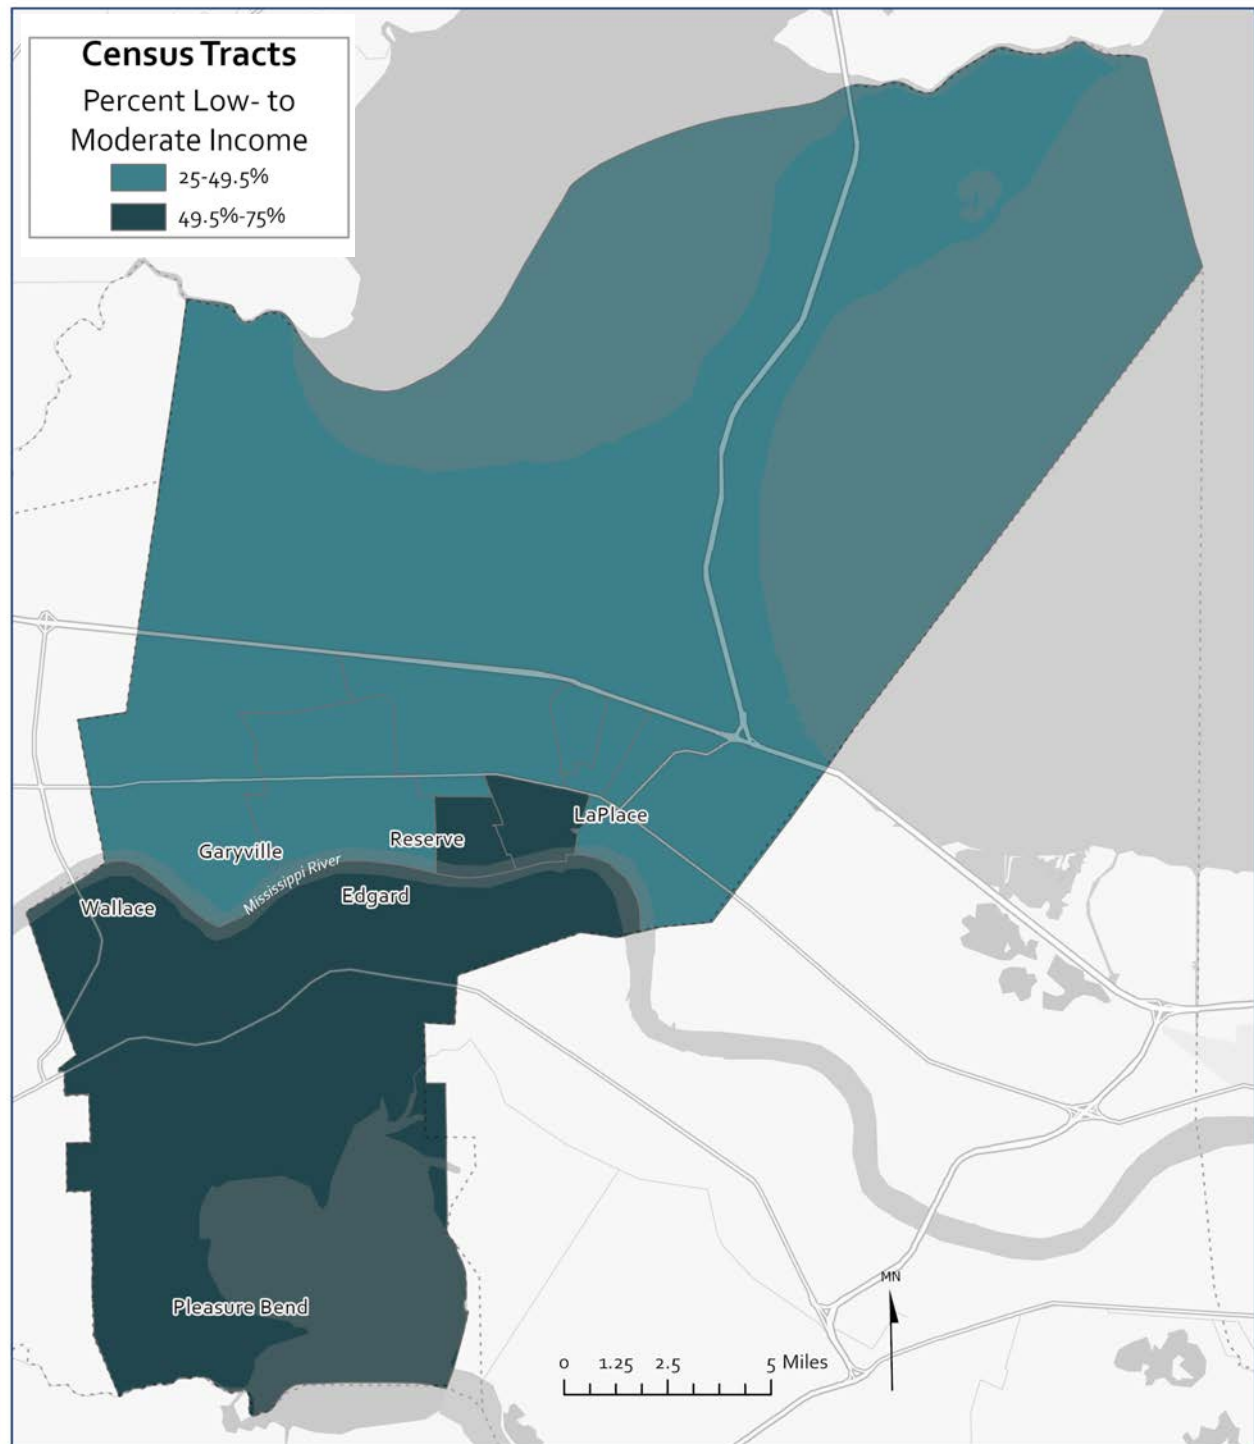 Census Tracts
Percent Low- to
Moderate Income
25-49.5%
49.5%-75%
LaPlace
Reserve
Garyville
Mississippi River
Edgard
Wallace
MN
Pleasure Bend
0 1.25 2.5 5 Miles